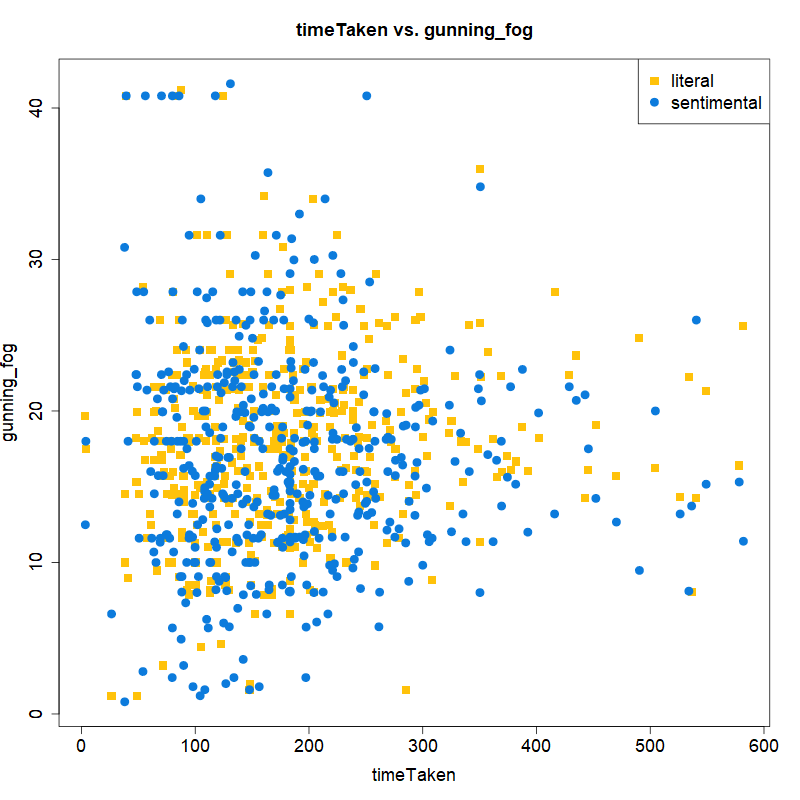 timeTaken vs. gunning_fog
literal
sentimental
40
30
20
10
0
gunning_fog
0 100 200 300 400 500 600
timeTaken